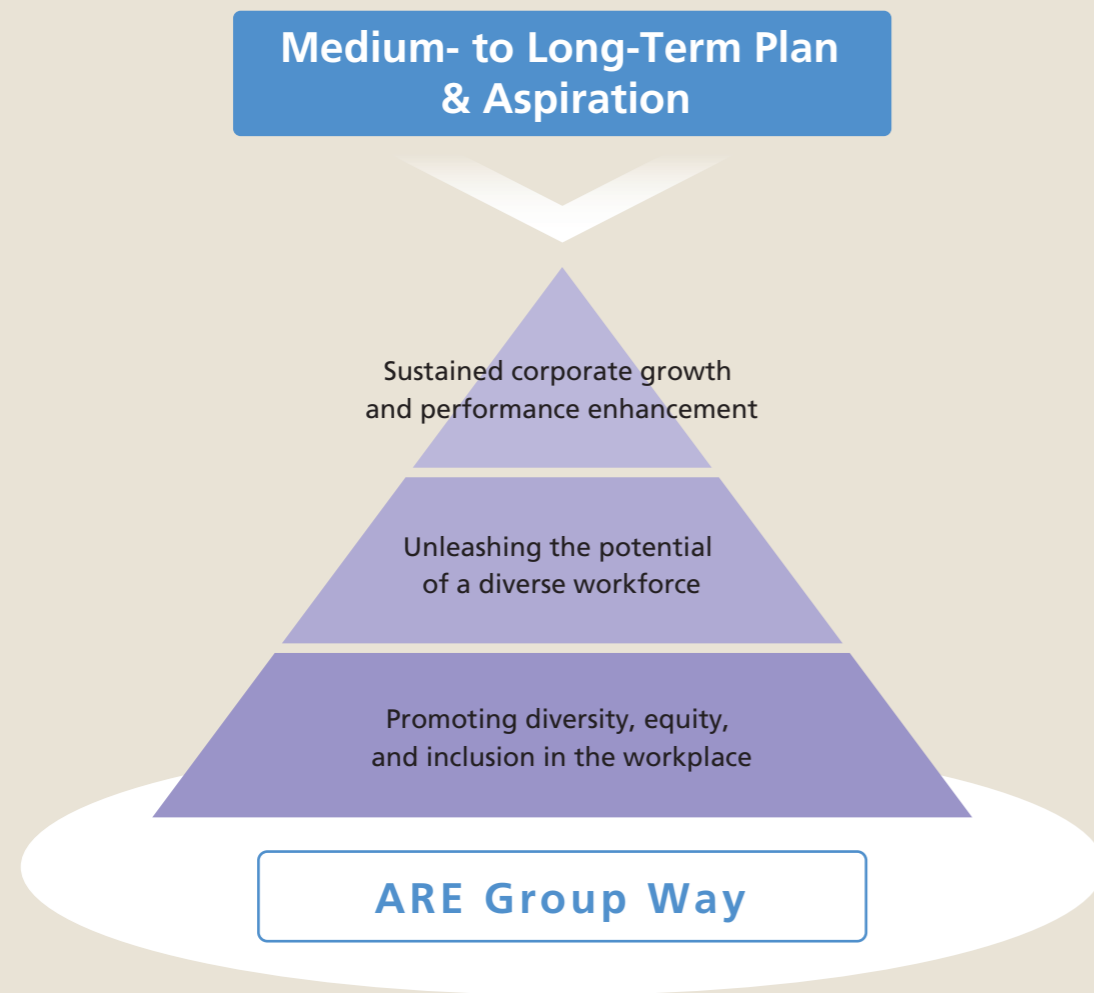 Medium- to Long-Term Plan
& Aspiration
Sustained corporate growth
and performance enhancement
Unleashing the potential
of a diverse workforce
Promoting diversity, equity,
and inclusion in the workplace
ARE Group Way